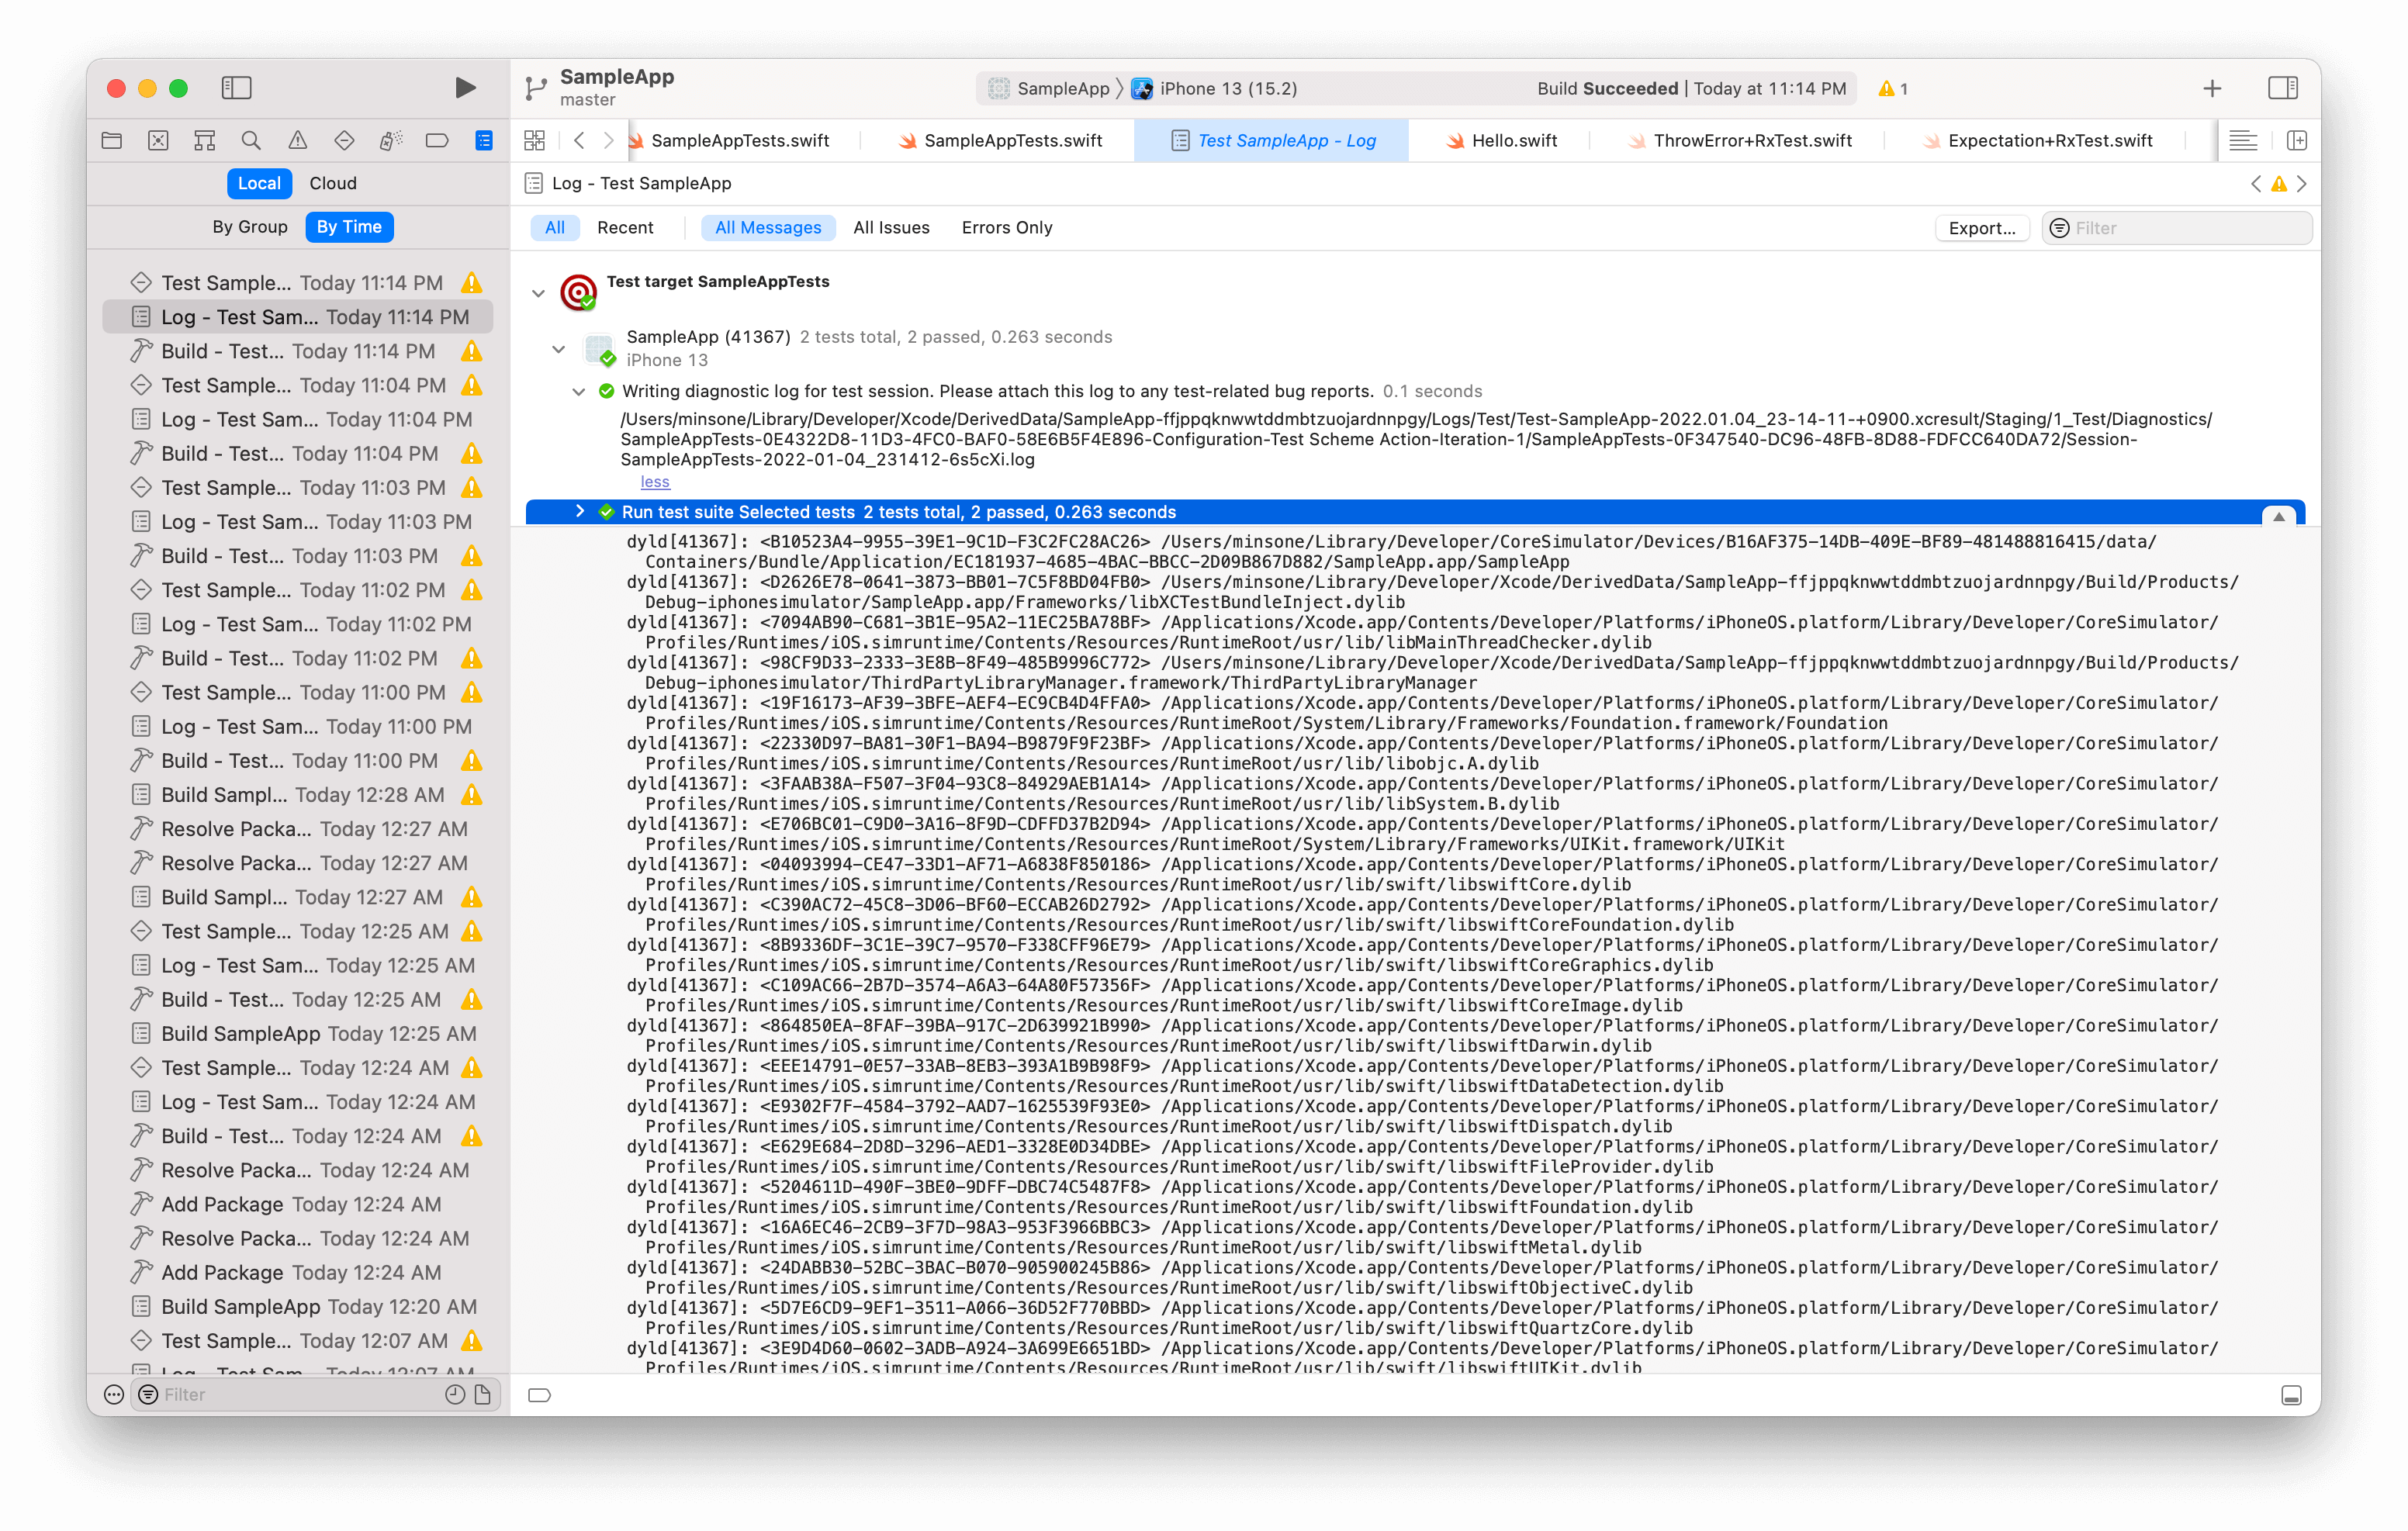 SampleApp
master
SampleApp 〉 iPhone 13 (15.2)
Build Succeeded | Today at 11:14 PM
1
SampleAppTests.swift
SampleAppTests.swift
Test SampleApp - Log
Hello.swift
ThrowError+RxTest.swift
Expectation+RxTest.swift
Local Cloud
By Group By Time
Test Sample... Today 11:14 PM
Log - Test Sam... Today 11:14 PM
Build - Test... Today 11:14 PM
Test Sample... Today 11:04 PM
Log - Test Sam... Today 11:04 PM
Build - Test... Today 11:04 PM
Test Sample... Today 11:03 PM
Log - Test Sam... Today 11:03 PM
Build - Test... Today 11:03 PM
Test Sample... Today 11:02 PM
Log - Test Sam... Today 11:02 PM
Build - Test... Today 11:02 PM
Test Sample... Today 11:00 PM
Log - Test Sam... Today 11:00 PM
Build - Test... Today 11:00 PM
Build Sampl... Today 12:28 AM
Resolve Packa... Today 12:27 AM
Resolve Packa... Today 12:27 AM
Build Sampl... Today 12:27 AM
Test Sample... Today 12:25 AM
Log - Test Sam... Today 12:25 AM
Build - Test... Today 12:25 AM
Build SampleApp Today 12:25 AM
Test Sample... Today 12:24 AM
Log - Test Sam... Today 12:24 AM
Build - Test... Today 12:24 AM
Resolve Packa... Today 12:24 AM
Add Package Today 12:24 AM
Resolve Packa... Today 12:24 AM
Add Package Today 12:24 AM
Build SampleApp Today 12:20 AM
Test Sample... Today 12:07 AM
Log - Test Sam... Today 12:07 AM
Filter
Log - Test SampleApp
All Recent All Messages All Issues Errors Only Export... Filter
Test target SampleAppTests
SampleApp (41367) 2 tests total, 2 passed, 0.263 seconds
iPhone 13
Writing diagnostic log for test session. Please attach this log to any test-related bug reports. 0.1 seconds
/Users/minsone/Library/Developer/Xcode/DerivedData/SampleApp-ffjppqknwwtddmbtzuojardnnpgy/Logs/Test/Test-SampleApp-2022.01.04_23-14-11-+0900.xcresult/Staging/1_Test/Diagnostics/
SampleAppTests-0E4322D8-11D3-4FC0-BAF0-58E6B5F4E896-Configuration-Test Scheme Action-Iteration-1/SampleAppTests-0F347540-DC96-48FB-8D88-FDFCC640DA72/Session-
SampleAppTests-2022-01-04_231412-6s5cXi.log
less
Run test suite Selected tests 2 tests total, 2 passed, 0.263 seconds
dyld[41367]: <B10523A4-9955-39E1-9C1D-F3C2FC28AC26> /Users/minsone/Library/Developer/CoreSimulator/Devices/B16AF375-14DB-409E-BF89-481488816415/data/
Containers/Bundle/Application/EC181937-4685-4BAC-BBCC-2D09B867D882/SampleApp.app/SampleApp
dyld[41367]: <D2626E78-0641-3873-BB01-7C5F8BD04FB0> /Users/minsone/Library/Developer/Xcode/DerivedData/SampleApp-ffjppqknwwtddmbtzuojardnnpgy/Build/Products/
Debug-iphonesimulator/SampleApp.app/Frameworks/libXCTestBundleInject.dylib
dyld[41367]: <7094AB90-C681-3B1E-95A2-11EC25BA78BF> /Applications/Xcode.app/Contents/Developer/Platforms/iPhoneOS.platform/Library/Developer/CoreSimulator/
Profiles/Runtimes/iOS.simruntime/Contents/Resources/RuntimeRoot/usr/lib/libMainThreadChecker.dylib
dyld[41367]: <98CF9D33-2333-3E8B-8F49-485B9996C772> /Users/minsone/Library/Developer/Xcode/DerivedData/SampleApp-ffjppqknwwtddmbtzuojardnnpgy/Build/Products/
Debug-iphonesimulator/ThirdPartyLibraryManager.framework/ThirdPartyLibraryManager
dyld[41367]: <19F16173-AF39-3BFE-AEF4-EC9CB4D4FFA0> /Applications/Xcode.app/Contents/Developer/Platforms/iPhoneOS.platform/Library/Developer/CoreSimulator/
Profiles/Runtimes/iOS.simruntime/Contents/Resources/RuntimeRoot/System/Library/Frameworks/Foundation.framework/Foundation
dyld[41367]: <22330D97-BA81-30F1-BA94-B9879F9F23BF> /Applications/Xcode.app/Contents/Developer/Platforms/iPhoneOS.platform/Library/Developer/CoreSimulator/
Profiles/Runtimes/iOS.simruntime/Contents/Resources/RuntimeRoot/usr/lib/libobjc.A.dylib
dyld[41367]: <3FAAB38A-F507-3F04-93C8-84929AEB1A14> /Applications/Xcode.app/Contents/Developer/Platforms/iPhoneOS.platform/Library/Developer/CoreSimulator/
Profiles/Runtimes/iOS.simruntime/Contents/Resources/RuntimeRoot/usr/lib/libSystem.B.dylib
dyld[41367]: <E706BC01-C9D0-3A16-8F9D-CDFFD37B2D94> /Applications/Xcode.app/Contents/Developer/Platforms/iPhoneOS.platform/Library/Developer/CoreSimulator/
Profiles/Runtimes/iOS.simruntime/Contents/Resources/RuntimeRoot/System/Library/Frameworks/UIKit.framework/UIKit
dyld[41367]: <04093994-CE47-33D1-AF71-A6838F850186> /Applications/Xcode.app/Contents/Developer/Platforms/iPhoneOS.platform/Library/Developer/CoreSimulator/
Profiles/Runtimes/iOS.simruntime/Contents/Resources/RuntimeRoot/usr/lib/swift/libswiftCore.dylib
dyld[41367]: <C390AC72-45C8-3D06-BF60-ECCAB26D2792> /Applications/Xcode.app/Contents/Developer/Platforms/iPhoneOS.platform/Library/Developer/CoreSimulator/
Profiles/Runtimes/iOS.simruntime/Contents/Resources/RuntimeRoot/usr/lib/swift/libswiftCoreFoundation.dylib
dyld[41367]: <8B9336DF-3C1E-39C7-9570-F338CFF96E79> /Applications/Xcode.app/Contents/Developer/Platforms/iPhoneOS.platform/Library/Developer/CoreSimulator/
Profiles/Runtimes/iOS.simruntime/Contents/Resources/RuntimeRoot/usr/lib/swift/libswiftCoreGraphics.dylib
dyld[41367]: <C109AC66-2B7D-3574-A6A3-64A80F57356F> /Applications/Xcode.app/Contents/Developer/Platforms/iPhoneOS.platform/Library/Developer/CoreSimulator/
Profiles/Runtimes/iOS.simruntime/Contents/Resources/RuntimeRoot/usr/lib/swift/libswiftCoreImage.dylib
dyld[41367]: <864850EA-8FAF-39BA-917C-2D639921B990> /Applications/Xcode.app/Contents/Developer/Platforms/iPhoneOS.platform/Library/Developer/CoreSimulator/
Profiles/Runtimes/iOS.simruntime/Contents/Resources/RuntimeRoot/usr/lib/swift/libswiftDarwin.dylib
dyld[41367]: <EEE14791-0E57-33AB-8EB3-393A1B9B98F9> /Applications/Xcode.app/Contents/Developer/Platforms/iPhoneOS.platform/Library/Developer/CoreSimulator/
Profiles/Runtimes/iOS.simruntime/Contents/Resources/RuntimeRoot/usr/lib/swift/libswiftDataDetection.dylib
dyld[41367]: <E9302F7F-4584-3792-AAD7-1625539F93E0> /Applications/Xcode.app/Contents/Developer/Platforms/iPhoneOS.platform/Library/Developer/CoreSimulator/
Profiles/Runtimes/iOS.simruntime/Contents/Resources/RuntimeRoot/usr/lib/swift/libswiftDispatch.dylib
dyld[41367]: <E629E684-2D8D-3296-AED1-3328E0D34DBE> /Applications/Xcode.app/Contents/Developer/Platforms/iPhoneOS.platform/Library/Developer/CoreSimulator/
Profiles/Runtimes/iOS.simruntime/Contents/Resources/RuntimeRoot/usr/lib/swift/libswiftFileProvider.dylib
dyld[41367]: <5204611D-490F-3BE0-9DFF-DBC74C5487F8> /Applications/Xcode.app/Contents/Developer/Platforms/iPhoneOS.platform/Library/Developer/CoreSimulator/
Profiles/Runtimes/iOS.simruntime/Contents/Resources/RuntimeRoot/usr/lib/swift/libswiftFoundation.dylib
dyld[41367]: <16A6EC46-2CB9-3F7D-98A3-953F3966BBC3> /Applications/Xcode.app/Contents/Developer/Platforms/iPhoneOS.platform/Library/Developer/CoreSimulator/
Profiles/Runtimes/iOS.simruntime/Contents/Resources/RuntimeRoot/usr/lib/swift/libswiftMetal.dylib
dyld[41367]: <24DABB30-52BC-3BAC-B070-905900245B86> /Applications/Xcode.app/Contents/Developer/Platforms/iPhoneOS.platform/Library/Developer/CoreSimulator/
Profiles/Runtimes/iOS.simruntime/Contents/Resources/RuntimeRoot/usr/lib/swift/libswiftObjectiveC.dylib
dyld[41367]: <5D7E6CD9-9EF1-3511-A066-36D52F770BBD> /Applications/Xcode.app/Contents/Developer/Platforms/iPhoneOS.platform/Library/Developer/CoreSimulator/
Profiles/Runtimes/iOS.simruntime/Contents/Resources/RuntimeRoot/usr/lib/swift/libswiftQuartzCore.dylib
dyld[41367]: <3E9D4D60-0602-3ADB-A924-3A699E6651BD> /Applications/Xcode.app/Contents/Developer/Platforms/iPhoneOS.platform/Library/Developer/CoreSimulator/
Profiles/Runtimes/iOS.simruntime/Contents/Resources/RuntimeRoot/usr/lib/swift/libswiftUIKit.dylib